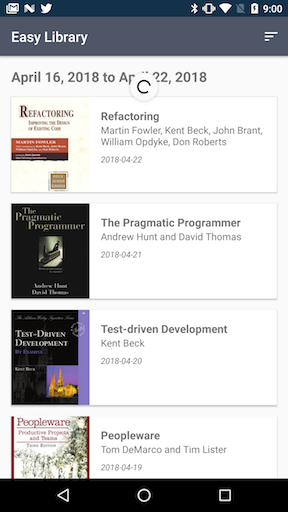 9:00
Easy Library
April 16, 2018 to April 22, 2018
REFACTORING
IMPROVING THE DESIGN
OF EXISTING CODE
MARTIN FOWLER
Refactoring
Martin Fowler, Kent Beck, John Brant,
William Opdyke, Don Roberts
2018-04-22
The
Pragmatic
Programmer
Andrew Hunt
David Thomas
The Pragmatic Programmer
Andrew Hunt and David Thomas
2018-04-21
TEST-DRIVEN
DEVELOPMENT
BY EXAMPLE
KENT BECK
Test-driven Development
Kent Beck
2018-04-20
Peopleware
Productive Projects
and Teams
THIRD EDITION
Peopleware
Tom DeMarco and Tim Lister
2018-04-19